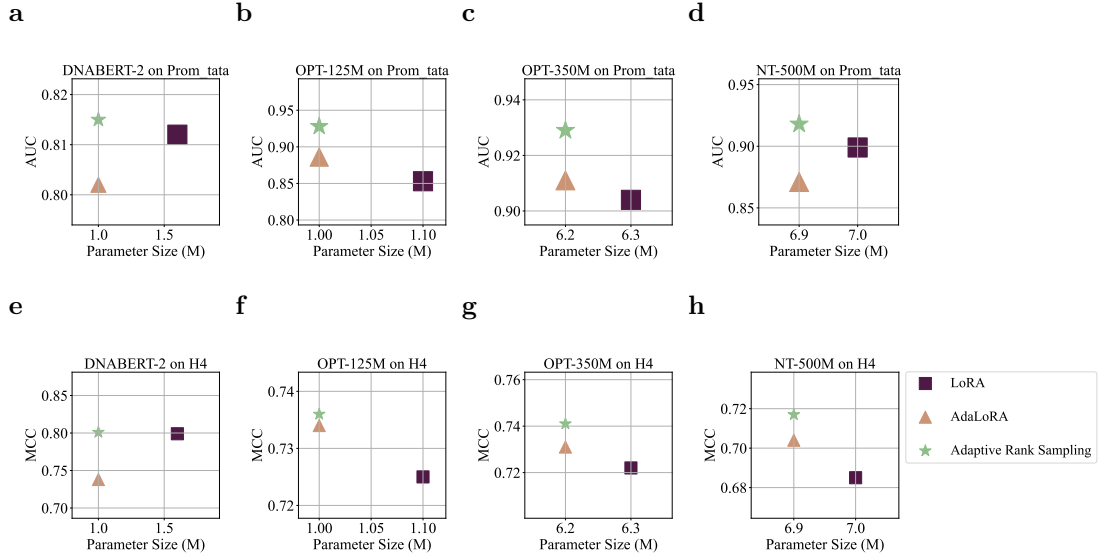 a
b
c
d
DNABERT-2 on Prom_tata
OPT-125M on Prom_tata
OPT-350M on Prom_tata
NT-500M on Prom_tata
AUC
0.82
0.81
0.80
1.0
1.5
Parameter Size (M)
AUC
0.95
0.90
0.85
0.80
1.00
1.05
1.10
Parameter Size (M)
AUC
0.94
0.92
0.90
6.2
6.3
Parameter Size (M)
AUC
0.95
0.90
0.85
6.9
7.0
Parameter Size (M)
e
f
g
h
DNABERT-2 on H4
OPT-125M on H4
OPT-350M on H4
NT-500M on H4
MCC
0.85
0.80
0.75
0.70
1.0
1.5
Parameter Size (M)
MCC
0.74
0.73
0.72
1.00
1.05
1.10
Parameter Size (M)
MCC
0.76
0.74
0.72
6.2
6.3
Parameter Size (M)
MCC
0.72
0.70
0.68
6.9
7.0
Parameter Size (M)
LoRA
AdaLoRA
Adaptive Rank Sampling